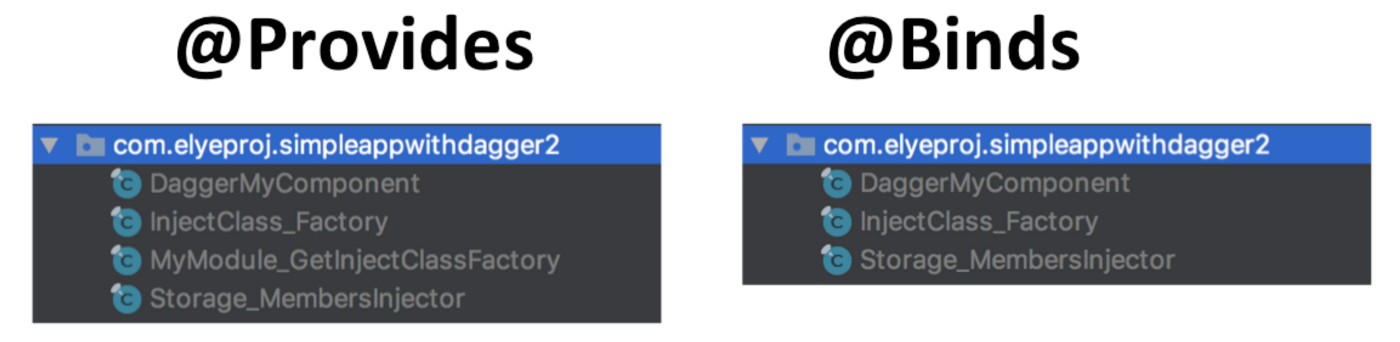 @Provides
com.elyeproj.simpleappwithdagger2
DaggerMyComponent
InjectClass_Factory
MyModule_GetInjectClassFactory
Storage_MembersInjector
@Binds
com.elyeproj.simpleappwithdagger2
DaggerMyComponent
InjectClass_Factory
Storage_MembersInjector